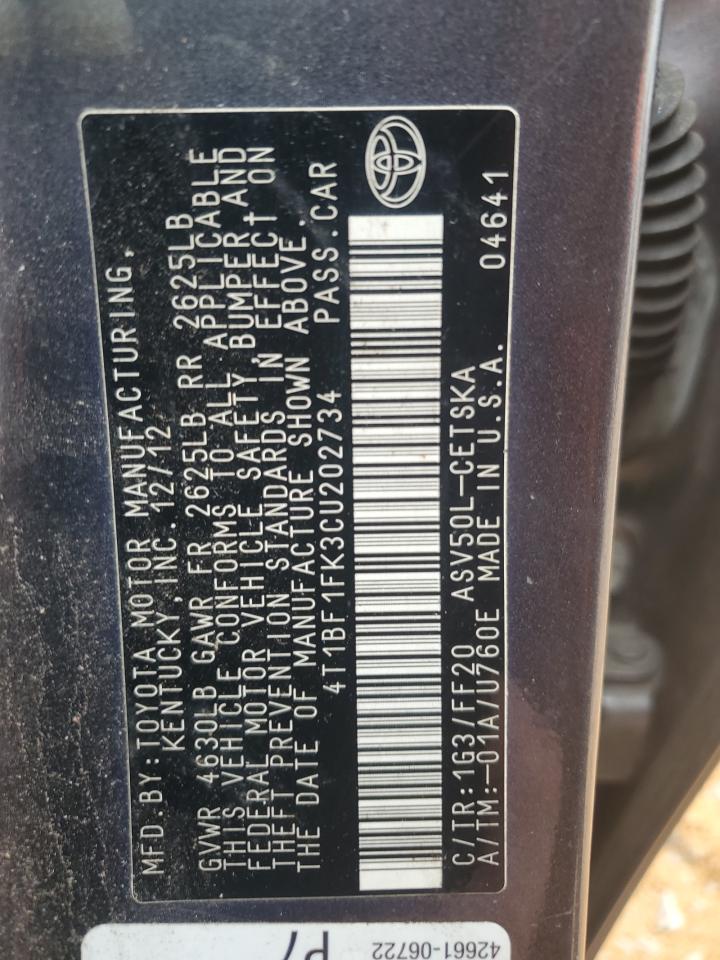 MFD.BY:TOYOTA MOTOR MANUFACTURING,
KENTUCKY,INC. 12/12
GVWR 4630LB GAWR FR 2625LB RR 2625LB
THIS VEHICLE CONFORMS TO ALL APPLICABLE
FEDERAL MOTOR VEHICLE SAFETY,BUMPER AND
THEFT PREVENTION STANDARDS IN EFFECT ON
THE DATE OF MANUFACTURE SHOWN ABOVE.
4T1BF1FK3CU202734 PASS.CAR
C/TR:1G3/FF20 ASV50L-CETSKA 04641
A/TM:-01A/U760E MADE IN U.S.A.
P7
42661-06722